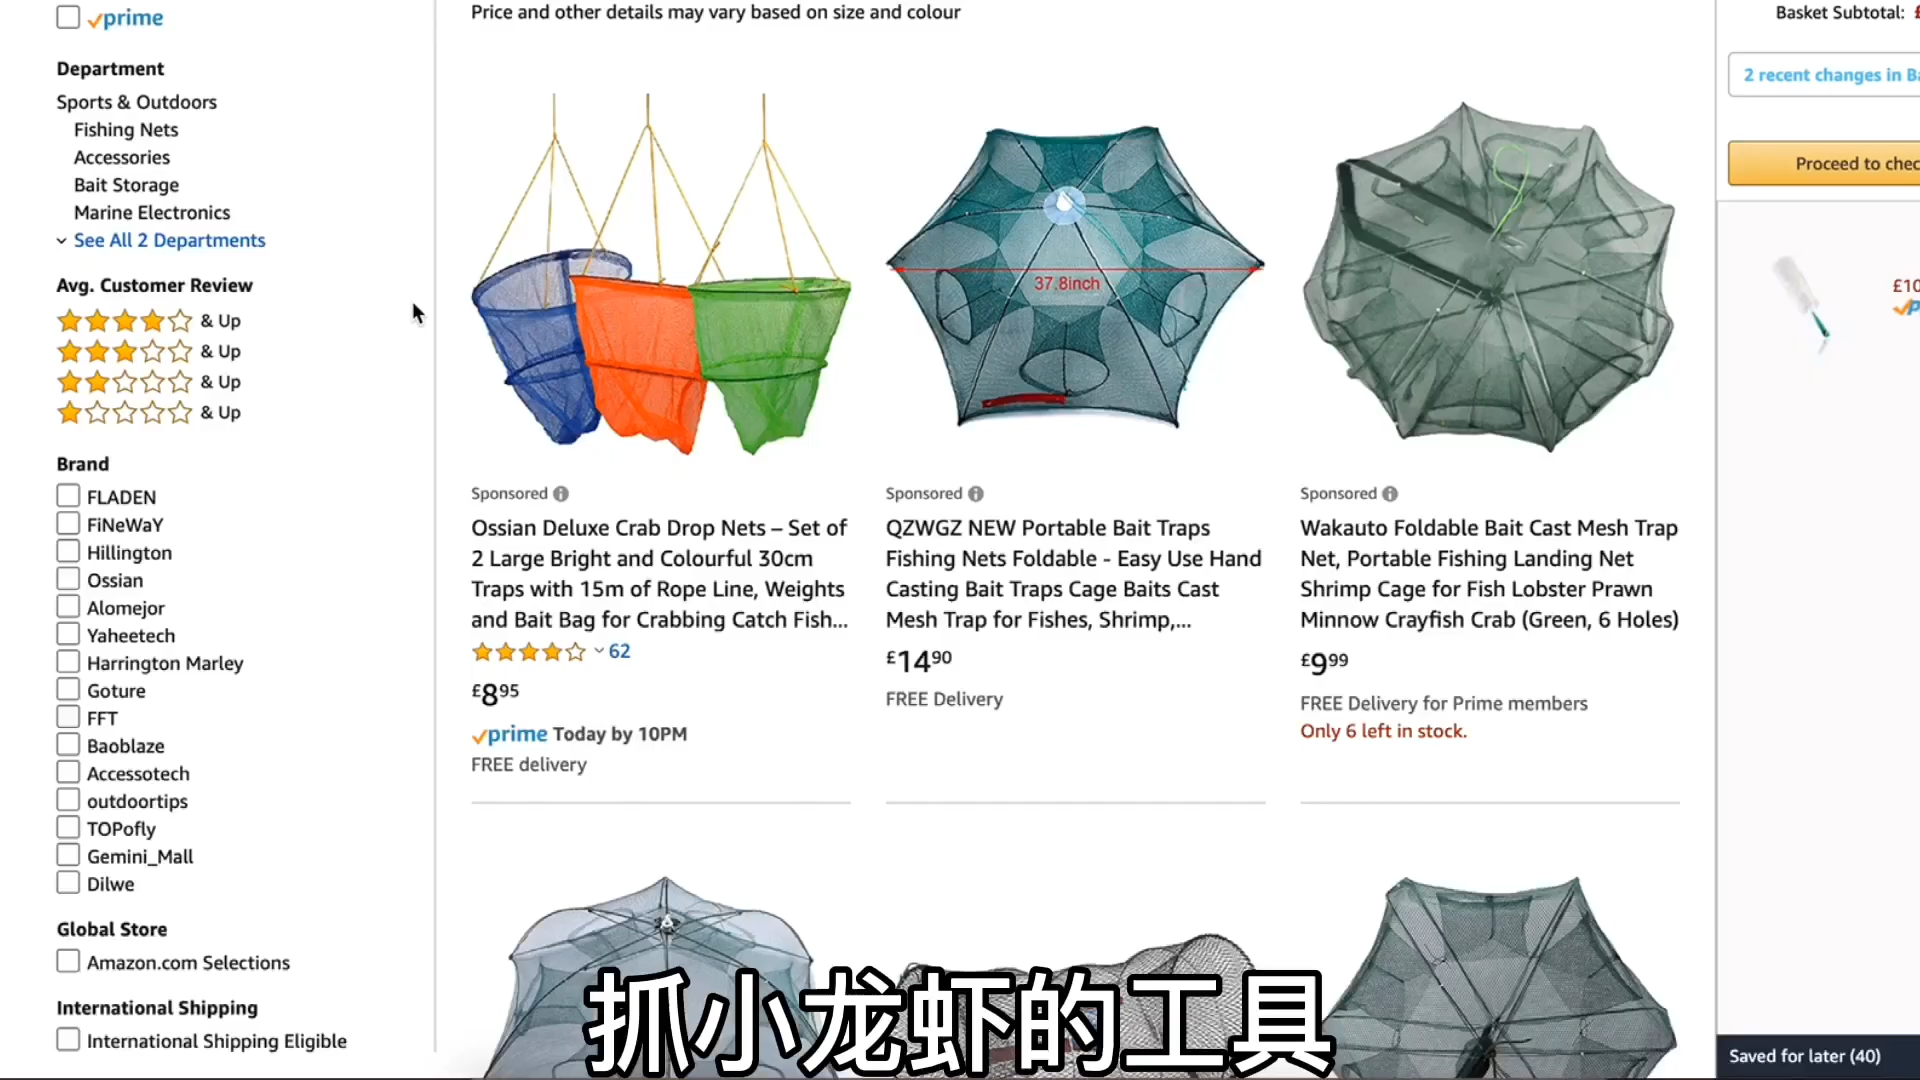 prime
Department
Sports & Outdoors
Fishing Nets
Accessories
Bait Storage
Marine Electronics
See All 2 Departments
Avg. Customer Review
& Up
& Up
& Up
& Up
Brand
FLADEN
FiNeWaY
Hillington
Ossian
Alomejor
Yaheetech
Harrington Marley
Goture
FFT
Baoblaze
Accessotech
outdoortips
TOPofly
Gemini_Mall
Dilwe
Global Store
Amazon.com Selections
International Shipping
International Shipping Eligible
Price and other details may vary based on size and colour
Sponsored
Ossian Deluxe Crab Drop Nets – Set of
2 Large Bright and Colourful 30cm
Traps with 15m of Rope Line, Weights
and Bait Bag for Crabbing Catch Fish...
62
£8.95
prime Today by 10PM
FREE delivery
37.8inch
Sponsored
QZWGZ NEW Portable Bait Traps
Fishing Nets Foldable - Easy Use Hand
Casting Bait Traps Cage Baits Cast
Mesh Trap for Fishes, Shrimp,...
£14.90
FREE Delivery
Sponsored
Wakauto Foldable Bait Cast Mesh Trap
Net, Portable Fishing Landing Net
Shrimp Cage for Fish Lobster Prawn
Minnow Crayfish Crab (Green, 6 Holes)
£9.99
FREE Delivery for Prime members
Only 6 left in stock.
Basket Subtotal: £
2 recent changes in
Proceed to
£10
Saved for later (40)
抓小龙虾的工具